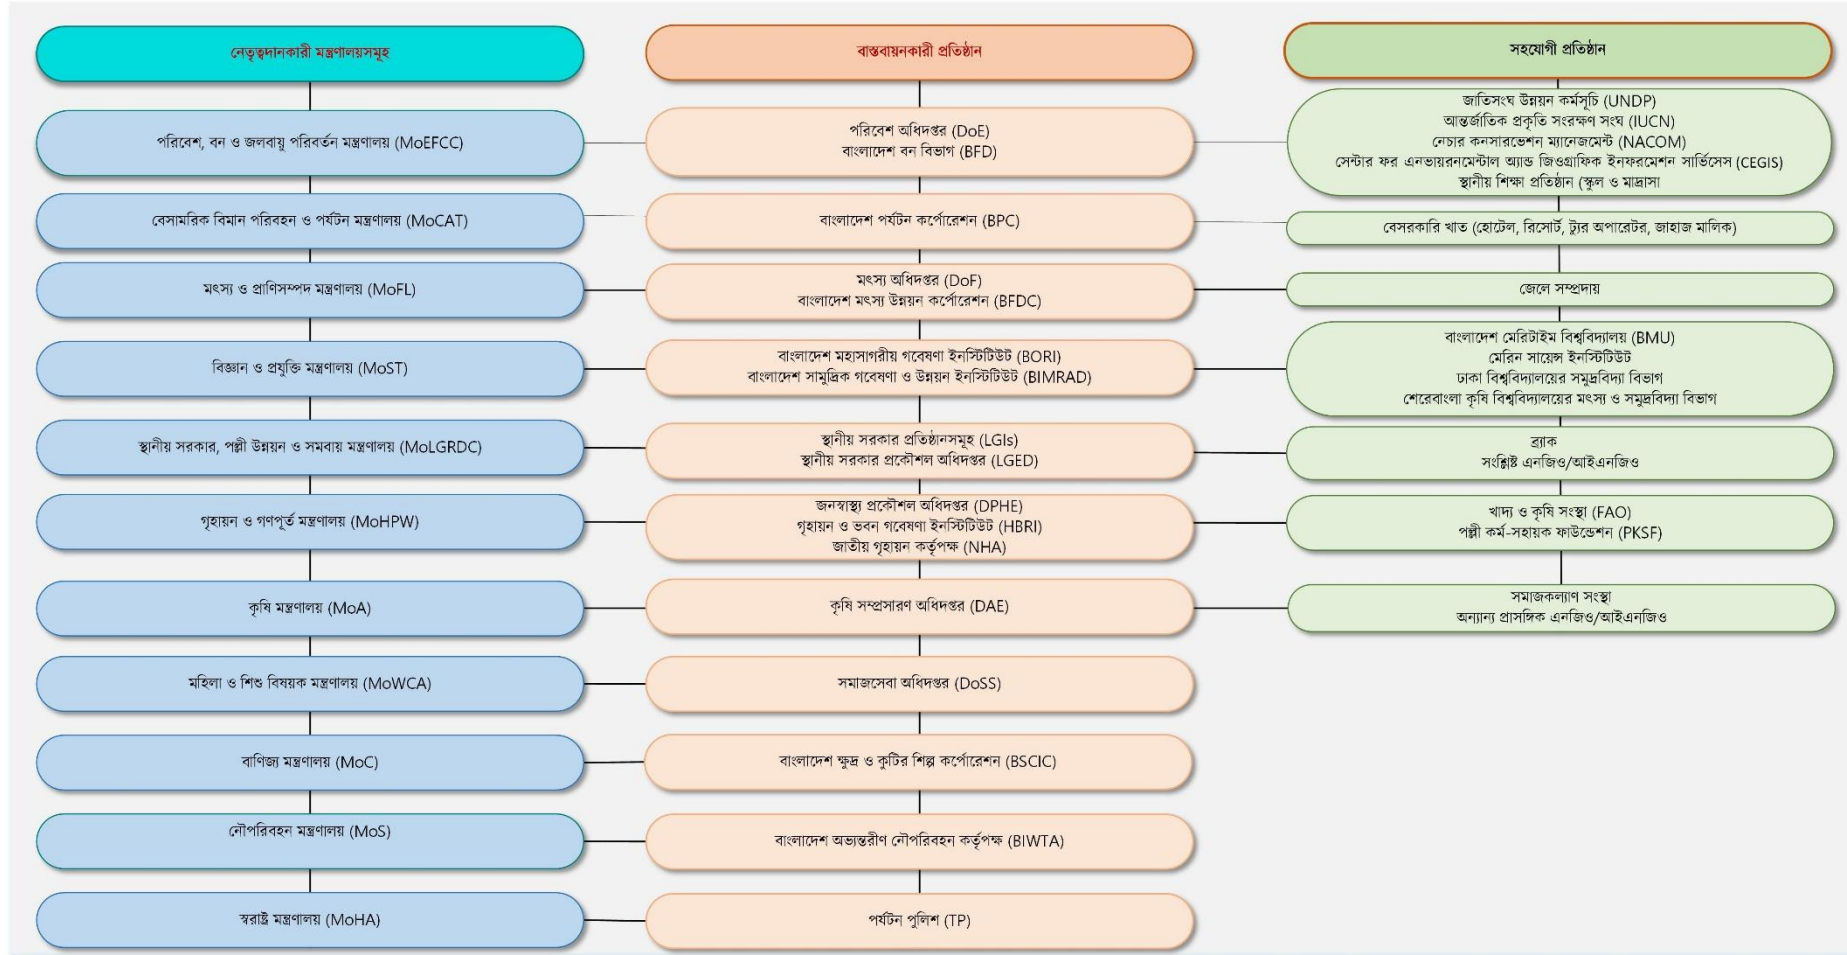 নেতৃত্বদানকারী মন্ত্রণালয়সমূহ
বাস্তবায়নকারী প্রতিষ্ঠান
সহযোগী প্রতিষ্ঠান
পরিবেশ, বন ও জলবায়ু পরিবর্তন মন্ত্রণালয় (MoEFCC)
পরিবেশ অধিদপ্তর (DoE)
বাংলাদেশ বন বিভাগ (BFD)
জাতিসংঘ উন্নয়ন কর্মসূচি (UNDP)
আন্তর্জাতিক প্রকৃতি সংরক্ষণ সংঘ (IUCN)
নেচার কনসারভেশন ম্যানেজমেন্ট (NACOM)
সেন্টার ফর এনভায়রনমেন্টাল অ্যান্ড জিওগ্রাফিক ইনফরমেশন সার্ভিসেস (CEGIS)
স্থানীয় শিক্ষা প্রতিষ্ঠান (স্কুল ও মাদ্রাসা
বেসামরিক বিমান পরিবহন ও পর্যটন মন্ত্রণালয় (MoCAT)
বাংলাদেশ পর্যটন কর্পোরেশন (BPC)
বেসরকারি খাত (হোটেল, রিসোর্ট, ট্যুর অপারেটর, জাহাজ মালিক)
মৎস্য ও প্রাণিসম্পদ মন্ত্রণালয় (MoFL)
মৎস্য অধিদপ্তর (DoF)
বাংলাদেশ মৎস্য উন্নয়ন কর্পোরেশন (BFDC)
জেলে সম্প্রদায়
বিজ্ঞান ও প্রযুক্তি মন্ত্রণালয় (MoST)
বাংলাদেশ মহাসাগরীয় গবেষণা ইনস্টিটিউট (BORI)
বাংলাদেশ সামুদ্রিক গবেষণা ও উন্নয়ন ইনস্টিটিউট (BIMRAD)
বাংলাদেশ মেরিটাইম বিশ্ববিদ্যালয় (BMU)
মেরিন সায়েন্স ইনস্টিটিউট
ঢাকা বিশ্ববিদ্যালয়ের সমুদ্রবিদ্যা বিভাগ
শেরেবাংলা কৃষি বিশ্ববিদ্যালয়ের মৎস্য ও সমুদ্রবিদ্যা বিভাগ
স্থানীয় সরকার, পল্লী উন্নয়ন ও সমবায় মন্ত্রণালয় (MoLGRDC)
স্থানীয় সরকার প্রতিষ্ঠানসমূহ (LGIs)
স্থানীয় সরকার প্রকৌশল অধিদপ্তর (LGED)
ব্র্যাক
সংশ্লিষ্ট এনজিও/আইএনজিও
গৃহায়ন ও গণপূর্ত মন্ত্রণালয় (MoHPW)
জনস্বাস্থ্য প্রকৌশল অধিদপ্তর (DPHE)
গৃহায়ন ও ভবন গবেষণা ইনস্টিটিউট (HBRI)
জাতীয় গৃহায়ন কর্তৃপক্ষ (NHA)
খাদ্য ও কৃষি সংস্থা (FAO)
পল্লী কর্ম-সহায়ক ফাউন্ডেশন (PKSF)
কৃষি মন্ত্রণালয় (MoA)
কৃষি সম্প্রসারণ অধিদপ্তর (DAE)
সমাজকল্যাণ সংস্থা
অন্যান্য প্রাসঙ্গিক এনজিও/আইএনজিও
মহিলা ও শিশু বিষয়ক মন্ত্রণালয় (MoWCA)
সমাজসেবা অধিদপ্তর (DoSS)
বাণিজ্য মন্ত্রণালয় (MoC)
বাংলাদেশ ক্ষুদ্র ও কুটির শিল্প কর্পোরেশন (BSCIC)
নৌপরিবহন মন্ত্রণালয় (MoS)
বাংলাদেশ অভ্যন্তরীণ নৌপরিবহন কর্তৃপক্ষ (BIWTA)
স্বরাষ্ট্র মন্ত্রণালয় (MoHA)
পর্যটন পুলিশ (TP)